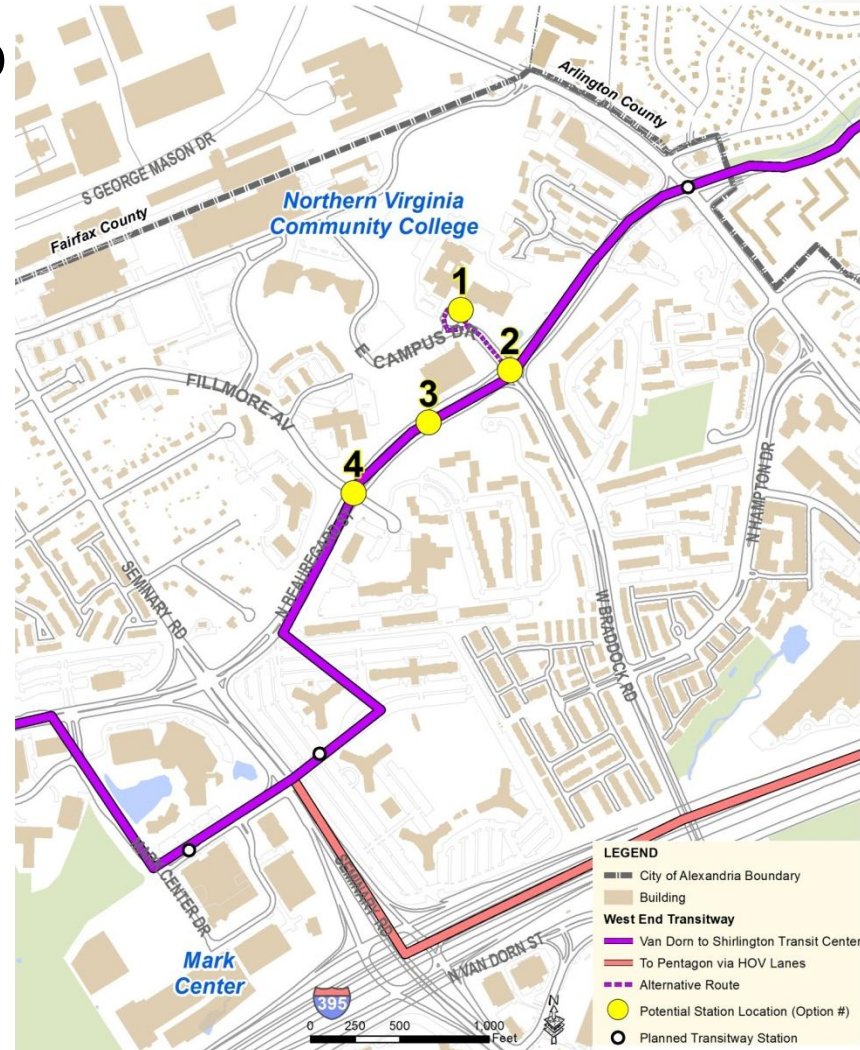 Arlington County
S GEORGE MASON DR
Fairfax County
Northern Virginia
Community College
1
E CAMPUS DR
2
FILLMORE AV
3
4
N BEAUREGARD ST
N HAMPTON DR
SEMINARY RD
W BRADDOCK RD
MARK CENTER DR
SEMINARY RD
Mark
Center
N VAN DORN ST
395
N
0 250 500 1,000
Feet
LEGEND
City of Alexandria Boundary
Building
West End Transitway
Van Dorn to Shirlington Transit Center
To Pentagon via HOV Lanes
Alternative Route
Potential Station Location (Option #)
Planned Transitway Station